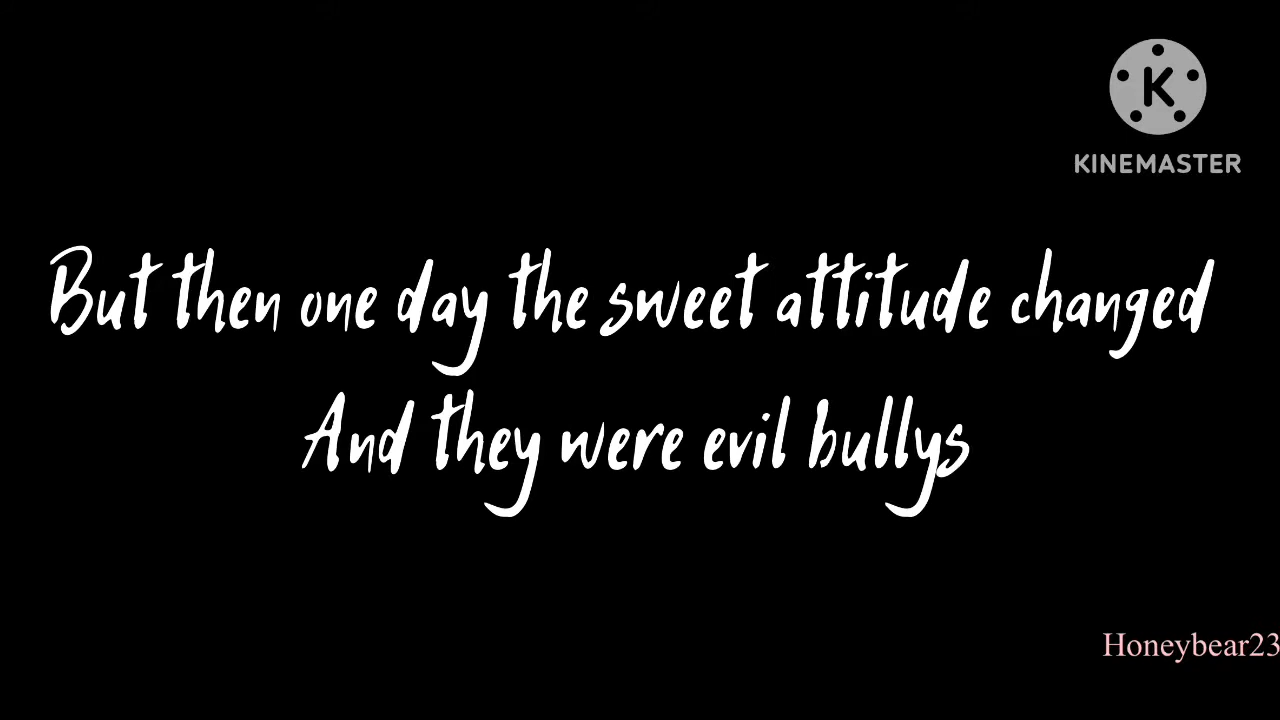 K
KINEMASTER
But then one day the sweet attitude changed
And they were evil bullys
Honeybear23